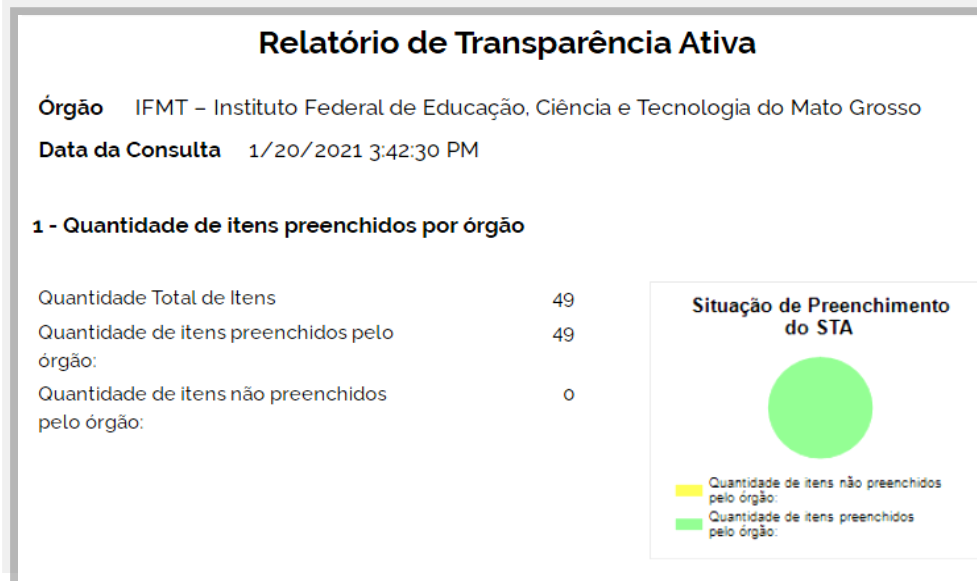 Relatório de Transparência Ativa
Órgão IFMT – Instituto Federal de Educação, Ciência e Tecnologia do Mato Grosso
Data da Consulta 1/20/2021 3:42:30 PM
1 - Quantidade de itens preenchidos por órgão
Quantidade Total de Itens 49
Quantidade de itens preenchidos pelo 49
órgão:
Quantidade de itens não preenchidos 0
pelo órgão:
Situação de Preenchimento
do STA
Quantidade de itens não preenchidos
pelo órgão:
Quantidade de itens preenchidos
pelo órgão: